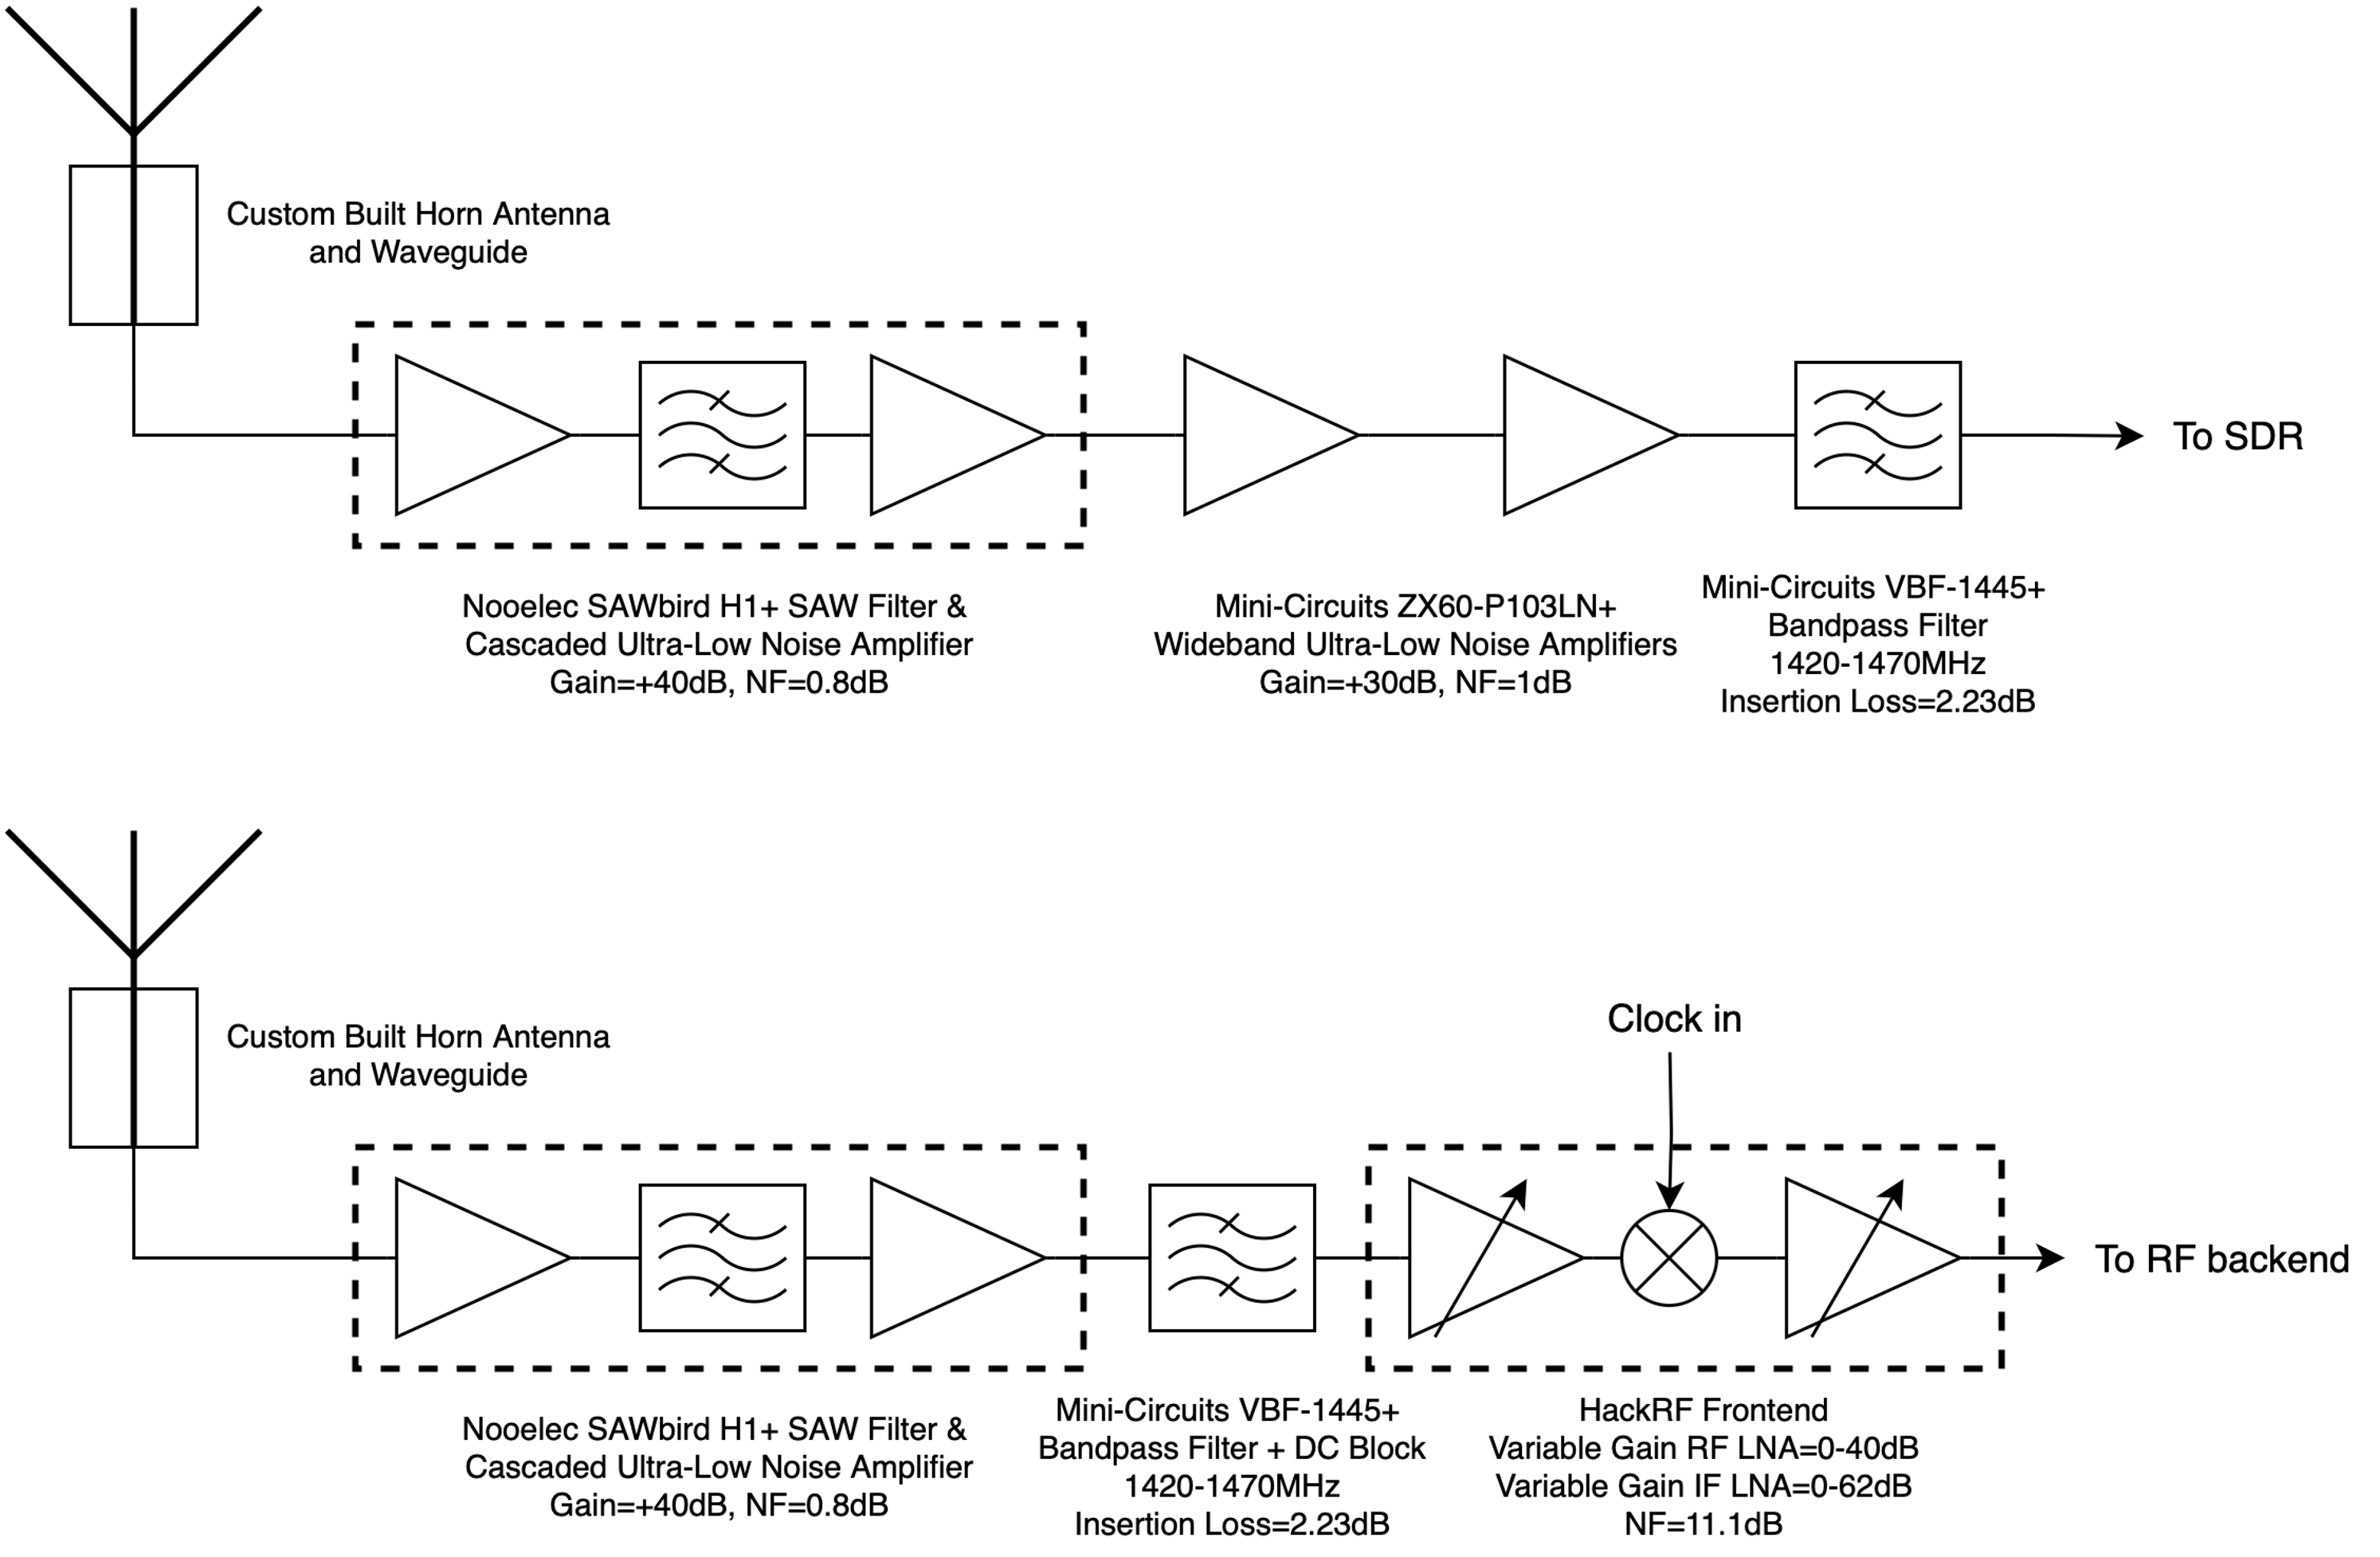 Custom Built Horn Antenna
and Waveguide
To SDR
Nooelec SAWbird H1+ SAW Filter &
Cascaded Ultra-Low Noise Amplifier
Gain=+40dB, NF=0.8dB
Mini-Circuits ZX60-P103LN+
Wideband Ultra-Low Noise Amplifiers
Gain=+30dB, NF=1dB
Mini-Circuits VBF-1445+
Bandpass Filter
1420-1470MHz
Insertion Loss=2.23dB
Custom Built Horn Antenna
and Waveguide
Clock in
To RF backend
Nooelec SAWbird H1+ SAW Filter &
Cascaded Ultra-Low Noise Amplifier
Gain=+40dB, NF=0.8dB
Mini-Circuits VBF-1445+
Bandpass Filter + DC Block
1420-1470MHz
Insertion Loss=2.23dB
HackRF Frontend
Variable Gain RF LNA=0-40dB
Variable Gain IF LNA=0-62dB
NF=11.1dB